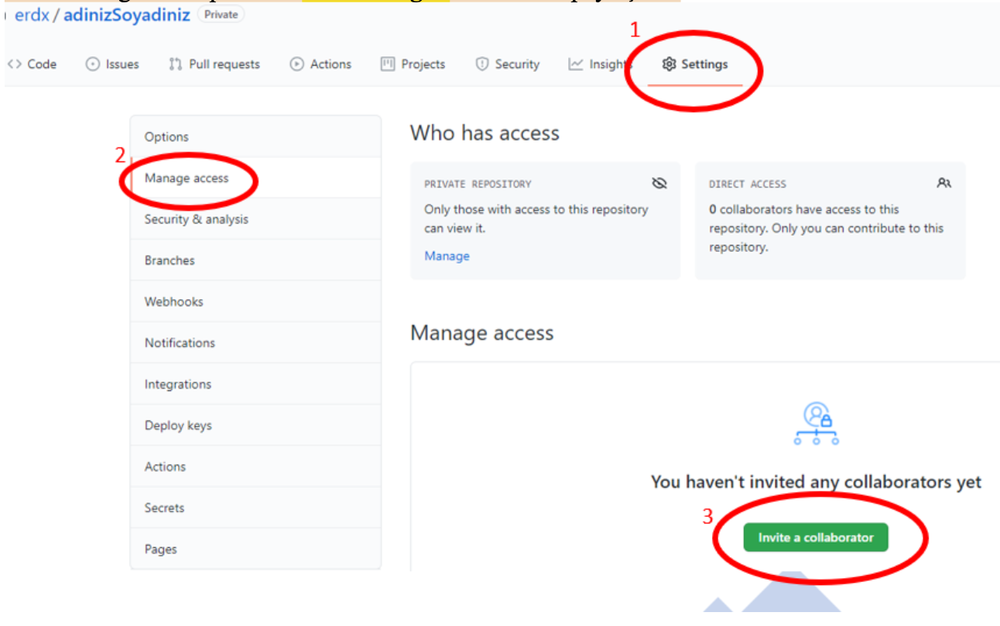 erdx / adinizSoyadiniz Private
1
Code Issues Pull requests Actions Projects Security Insights Settings
Options
2
Manage access
Security & analysis
Branches
Webhooks
Notifications
Integrations
Deploy keys
Actions
Secrets
Pages
Who has access
PRIVATE REPOSITORY
Only those with access to this repository
can view it.
Manage
DIRECT ACCESS
0 collaborators have access to this
repository. Only you can contribute to this
repository.
Manage access
You haven't invited any collaborators yet
3
Invite a collaborator